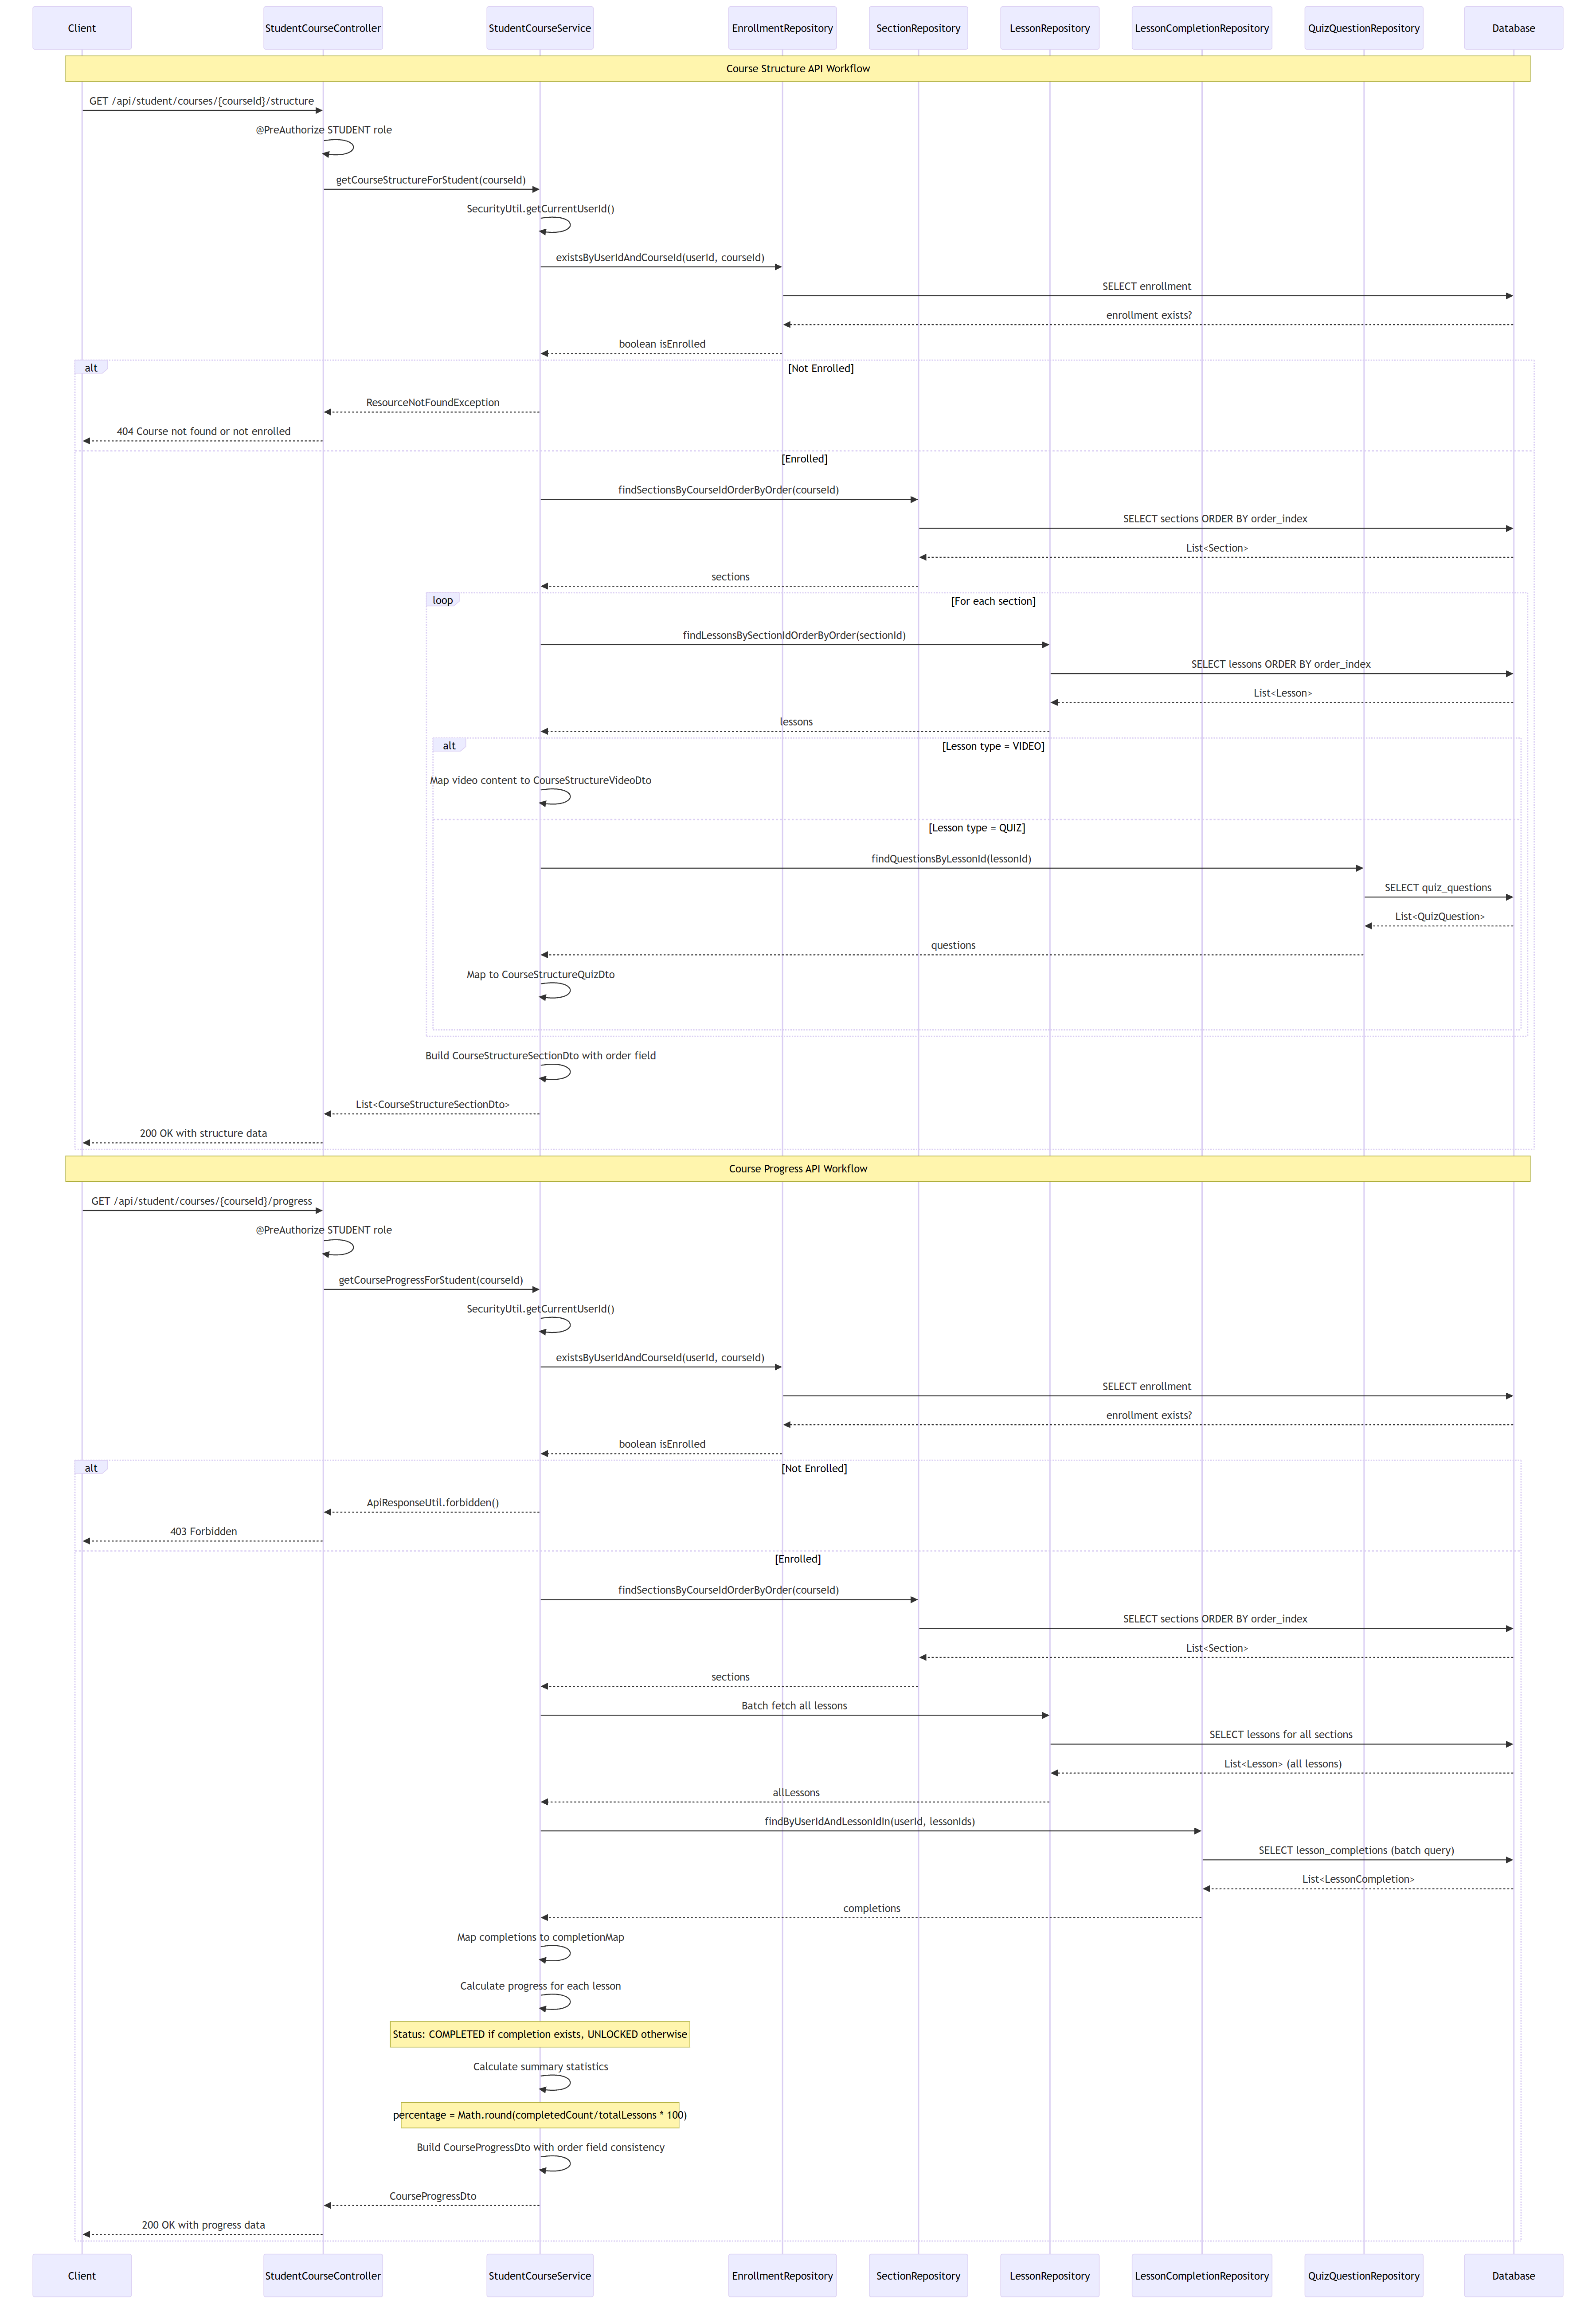 Client
StudentCourseController
StudentCourseService
EnrollmentRepository
SectionRepository
LessonRepository
LessonCompletionRepository
QuizQuestionRepository
Database
Course Structure API Workflow
GET /api/student/courses/{courseId}/structure
@PreAuthorize STUDENT role
getCourseStructureForStudent(courseId)
SecurityUtil.getCurrentUserId()
existsByUserIdAndCourseId(userId, courseId)
SELECT enrollment
enrollment exists?
boolean isEnrolled
alt
[Not Enrolled]
ResourceNotFoundException
404 Course not found or not enrolled
[Enrolled]
findSectionsByCourseIdOrderByOrder(courseId)
SELECT sections ORDER BY order_index
List<Section>
sections
loop
[For each section]
findLessonsBySectionIdOrderByOrder(sectionId)
SELECT lessons ORDER BY order_index
List<Lesson>
lessons
alt
[Lesson type = VIDEO]
Map video content to CourseStructureVideoDto
[Lesson type = QUIZ]
findQuestionsByLessonId(lessonId)
SELECT quiz_questions
List<QuizQuestion>
questions
Map to CourseStructureQuizDto
Build CourseStructureSectionDto with order field
List<CourseStructureSectionDto>
200 OK with structure data
Course Progress API Workflow
GET /api/student/courses/{courseId}/progress
@PreAuthorize STUDENT role
getCourseProgressForStudent(courseId)
SecurityUtil.getCurrentUserId()
existsByUserIdAndCourseId(userId, courseId)
SELECT enrollment
enrollment exists?
boolean isEnrolled
alt
[Not Enrolled]
ApiResponseUtil.forbidden()
403 Forbidden
[Enrolled]
findSectionsByCourseIdOrderByOrder(courseId)
SELECT sections ORDER BY order_index
List<Section>
sections
Batch fetch all lessons
SELECT lessons for all sections
List<Lesson> (all lessons)
allLessons
findByUserIdAndLessonIdIn(userId, lessonIds)
SELECT lesson_completions (batch query)
List<LessonCompletion>
completions
Map completions to completionMap
Calculate progress for each lesson
Status: COMPLETED if completion exists, UNLOCKED otherwise
Calculate summary statistics
percentage = Math.round(completedCount/totalLessons * 100)
Build CourseProgressDto with order field consistency
CourseProgressDto
200 OK with progress data
Client
StudentCourseController
StudentCourseService
EnrollmentRepository
SectionRepository
LessonRepository
LessonCompletionRepository
QuizQuestionRepository
Database